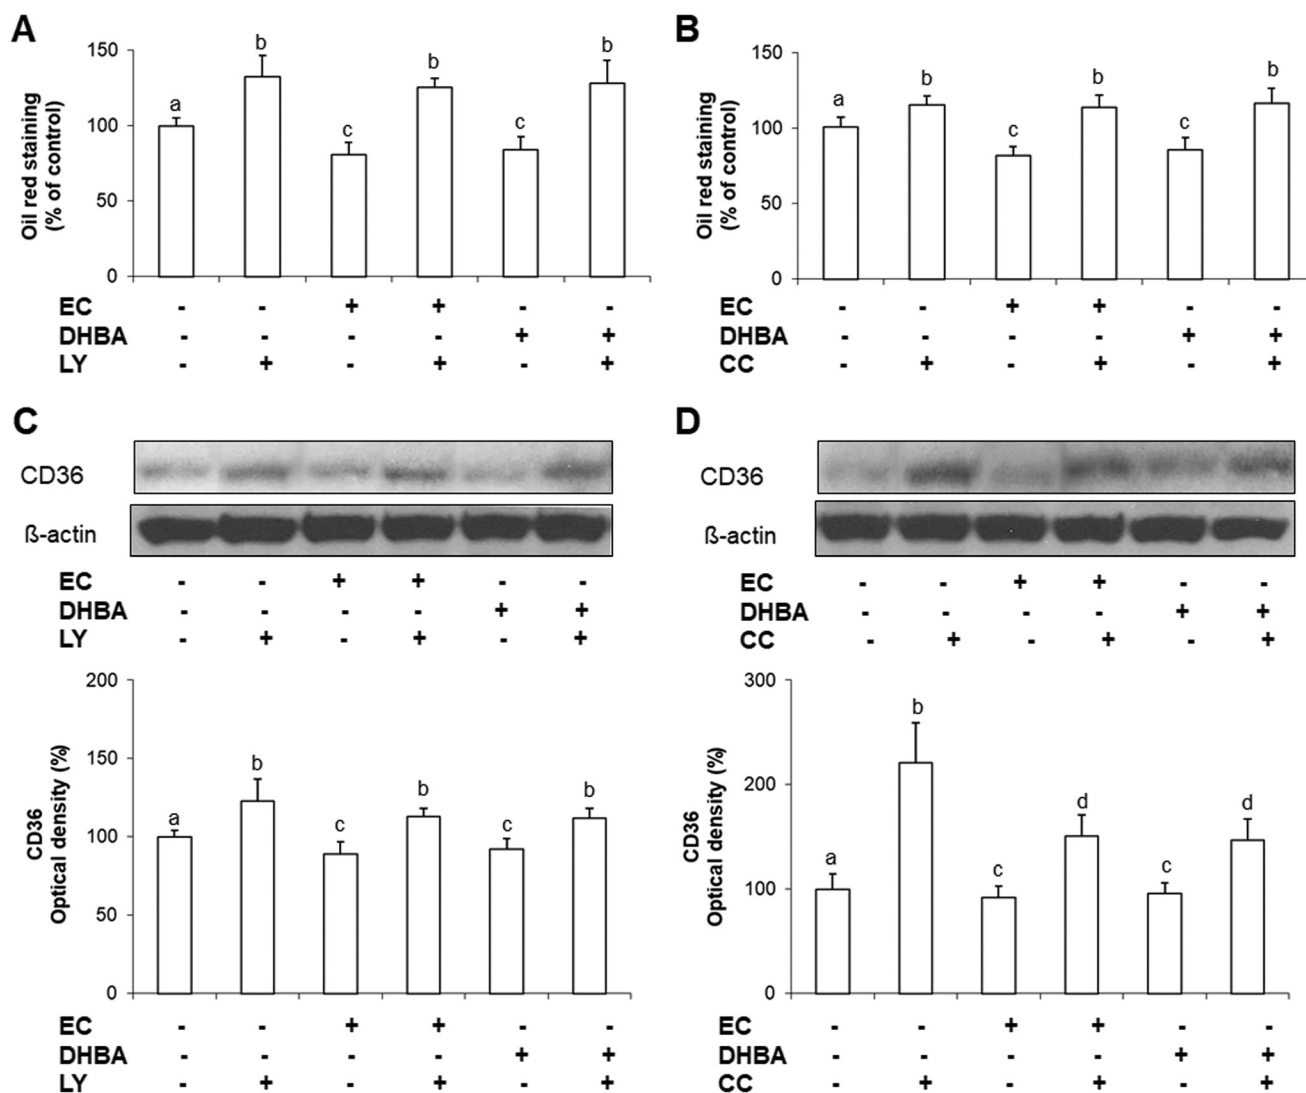 A
Oil red staining
(% of control)
150
100
50
0
a b c b c b
EC - - + + - -
DHBA - - - - + +
LY - + - + - +
B
Oil red staining
(% of control)
150
100
50
0
a b c b c b
EC - - + + - -
DHBA - - - - + +
CC - + - + - +
C
CD36
ß-actin
EC - - + + - -
DHBA - - - - + +
LY - + - + - +
CD36
Optical density (%)
200
150
100
50
0
a b c b c b
EC - - + + - -
DHBA - - - - + +
LY - + - + - +
D
CD36
ß-actin
EC - - + + - -
DHBA - - - - + +
CC - + - + - +
CD36
Optical density (%)
300
200
100
0
a b c d c d
EC - - + + - -
DHBA - - - - + +
CC - + - + - +